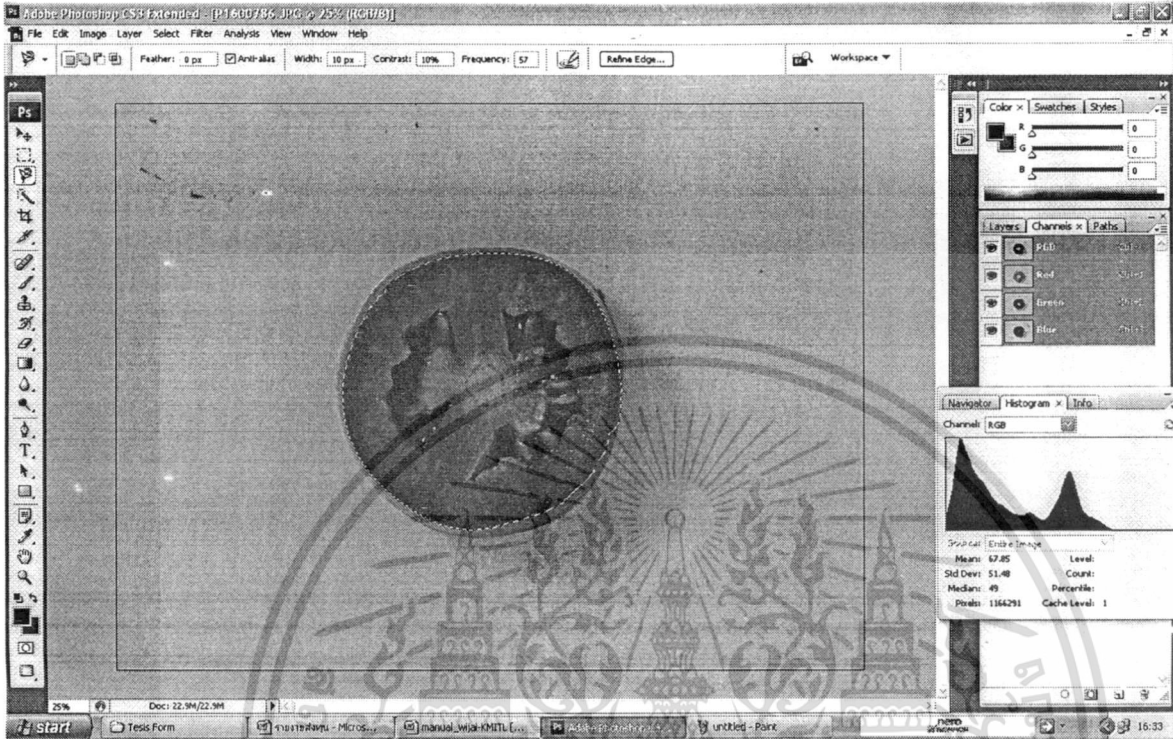 Adobe Photoshop CS3 Extended - [P1600786.JPG @ 25% (RGB/8)]
File Edit Image Layer Select Filter Analysis View Window Help
Feather: 0 px Anti-alias Width: 10 px Contrast: 10% Frequency: 57 Refine Edge... Workspace
Ps
Color × Swatches Styles
R 0
G 0
B 0
Layers Channels × Paths
RGB
Red
Green
Blue
Navigator Histogram × Info
Channel: RGB
Source: Entire Image
Mean: 67.85 Level:
Std Dev: 51.48 Count:
Median: 49 Percentile:
Pixels: 1166291 Cache Level: 1
25% Doc: 22.9M/22.9M
start Tesis Form manual_wijai-KMITL untitled - Paint nero 16:33